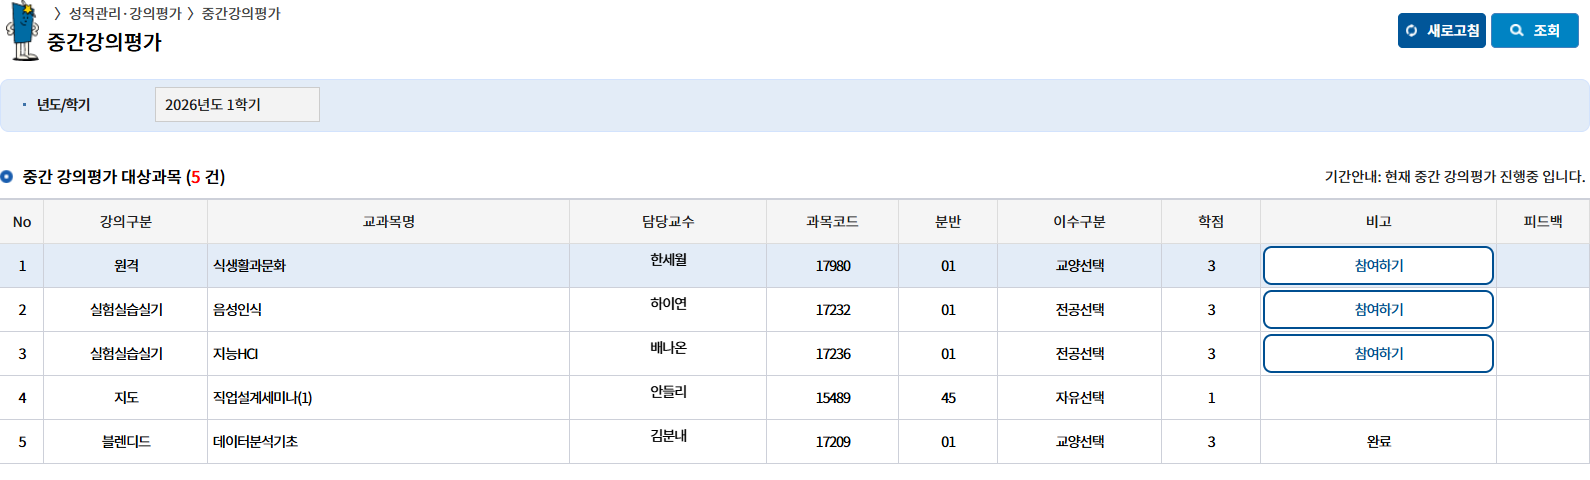 〉 성적관리·강의평가 〉 중간강의평가
중간강의평가
새로고침 조회
· 년도/학기 2026년도 1학기
중간 강의평가 대상과목 (5 건)
기간안내: 현재 중간 강의평가 진행중 입니다.
No 강의구분 교과목명 담당교수 과목코드 분반 이수구분 학점 비고 피드백
1 원격 식생활과문화 한세월 17980 01 교양선택 3 참여하기
2 실험실습실기 음성인식 하이연 17232 01 전공선택 3 참여하기
3 실험실습실기 지능HCI 배나온 17236 01 전공선택 3 참여하기
4 지도 직업설계세미나(1) 안들리 15489 45 자유선택 1
5 블렌디드 데이터분석기초 김분내 17209 01 교양선택 3 완료